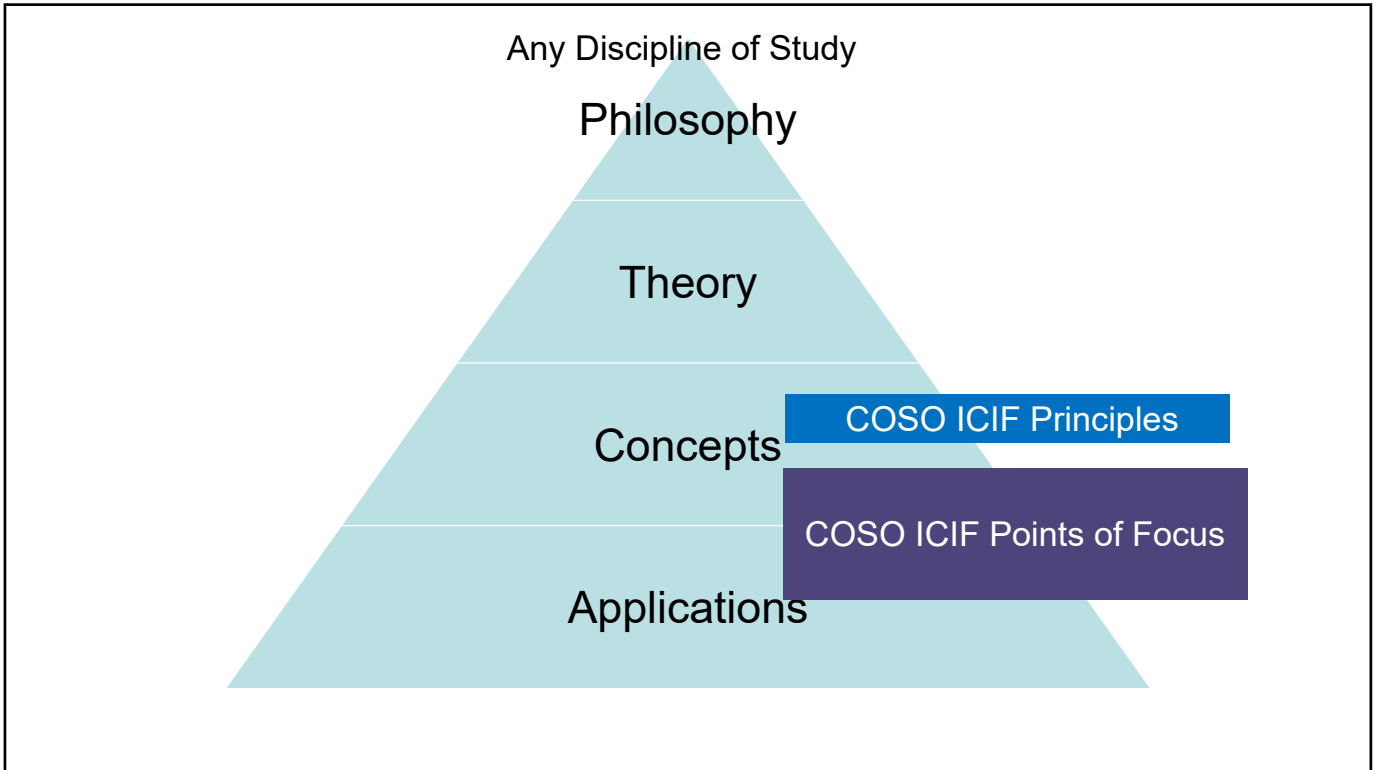 Any Discipline of Study
Philosophy
Theory
COSO ICIF Principles
Concepts
COSO ICIF Points of Focus
Applications